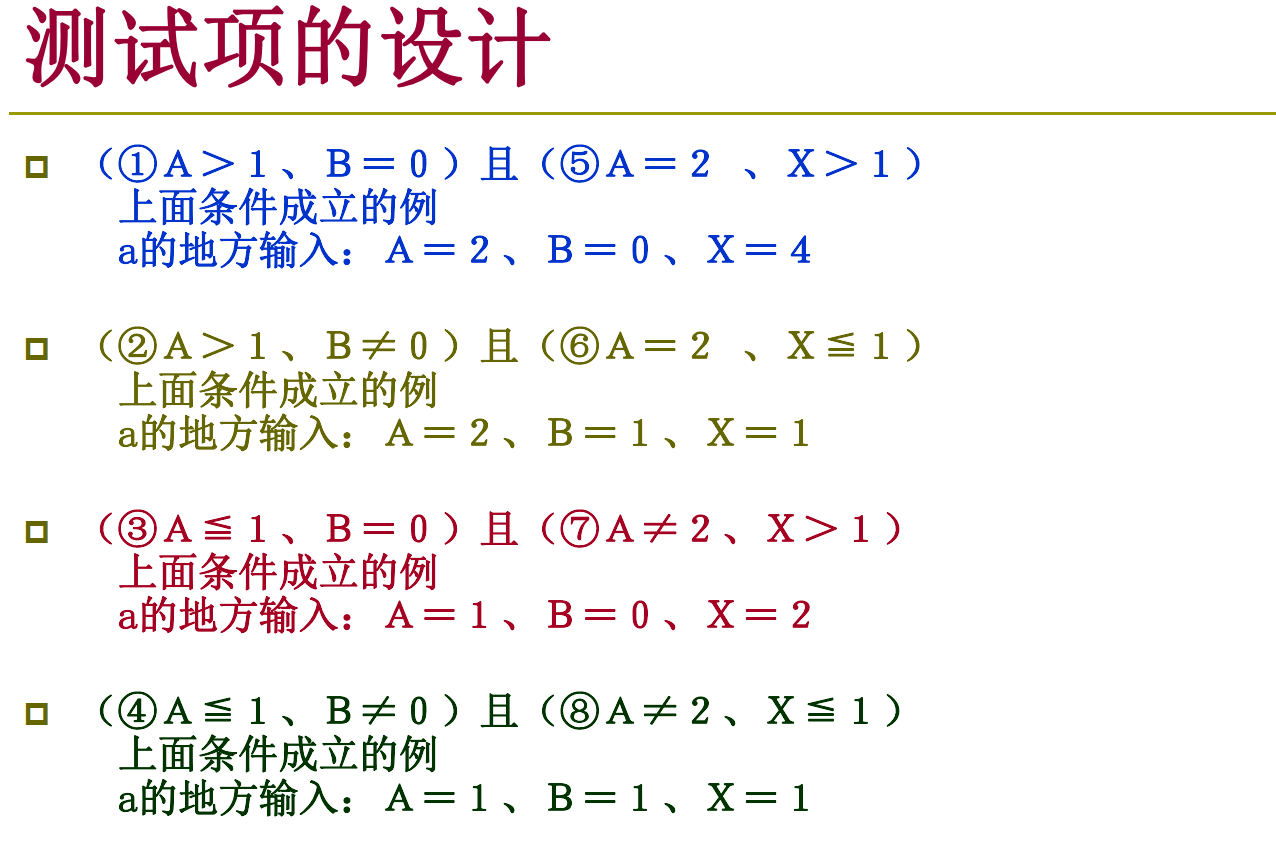 测试项的设计
（①A＞1、B＝0）且（⑤A＝2 、X＞1）
上面条件成立的例
a的地方输入：A＝2、B＝0、X＝4
（②A＞1、B≠0）且（⑥A＝2 、X≦1）
上面条件成立的例
a的地方输入：A＝2、B＝1、X＝1
（③A≦1、B＝0）且（⑦A≠2、X＞1）
上面条件成立的例
a的地方输入：A＝1、B＝0、X＝2
（④A≦1、B≠0）且（⑧A≠2、X≦1）
上面条件成立的例
a的地方输入：A＝1、B＝1、X＝1